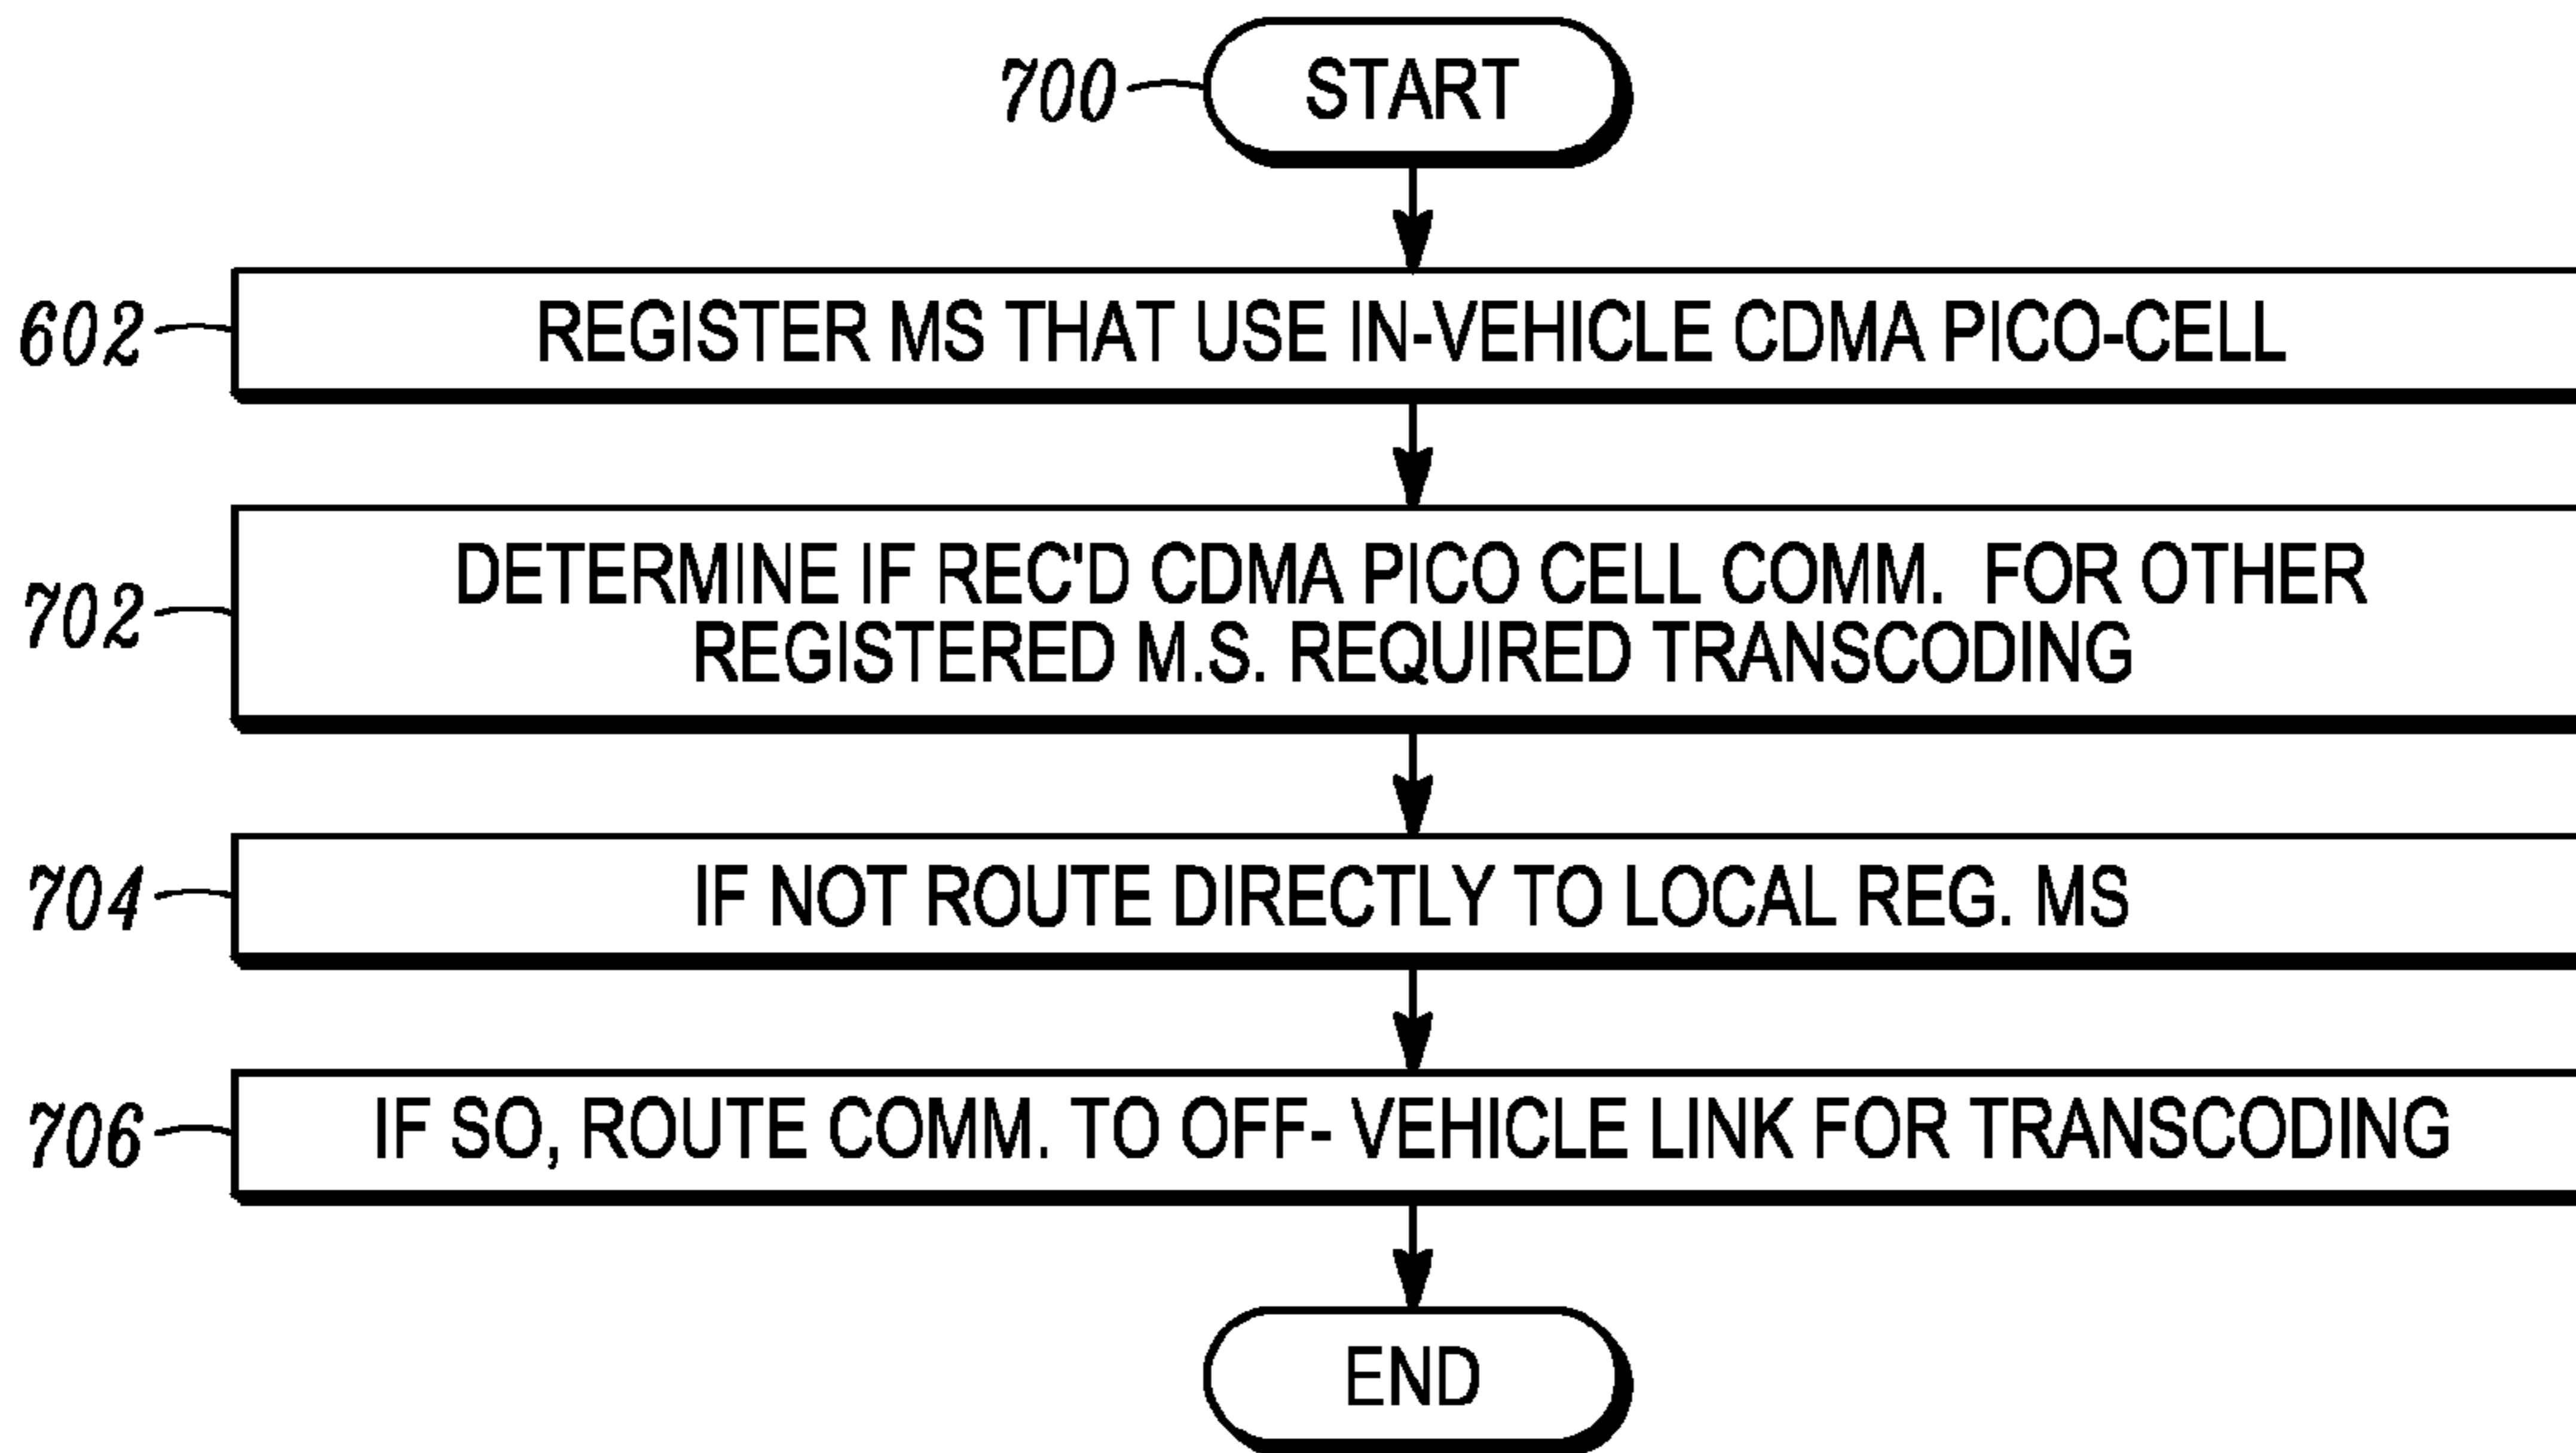 700 START
602 REGISTER MS THAT USE IN-VEHICLE CDMA PICO-CELL
DETERMINE IF REC'D CDMA PICO CELL COMM. FOR OTHER
702
REGISTERED M.S. REQUIRED TRANSCODING
704 IF NOT ROUTE DIRECTLY TO LOCAL REG. MS
706 IF SO, ROUTE COMM. TO OFF- VEHICLE LINK FOR TRANSCODING
END